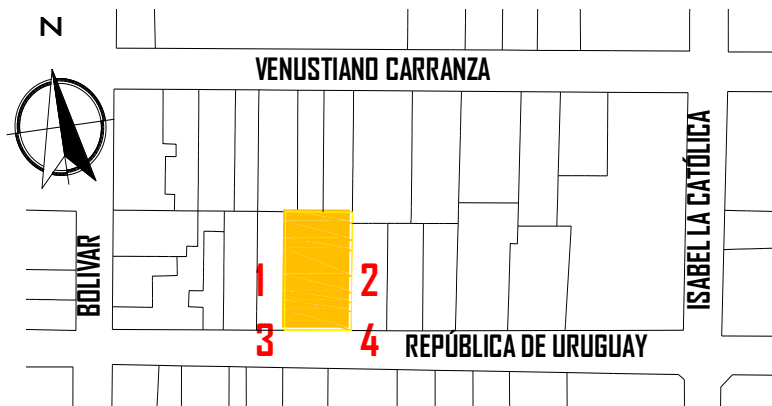 N
VENUSTIANO CARRANZA
ISABEL LA CATÓLICA
BOLIVAR
1
2
3
4
REPÚBLICA DE URUGUAY